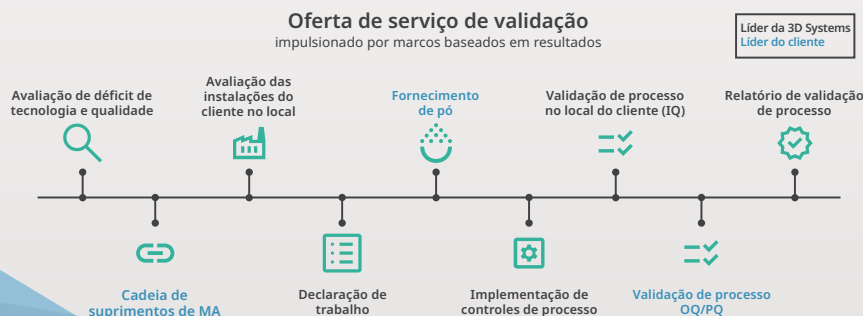 Oferta de serviço de validação
impulsionado por marcos baseados em resultados
Líder da 3D Systems
Líder do cliente
Avaliação de déficit de
tecnologia e qualidade
Avaliação das
instalações do
cliente no local
Fornecimento
de pó
Validação de processo
no local do cliente (IQ)
Relatório de validação
de processo
Cadeia de
suprimentos de MA
Declaração de
trabalho
Implementação de
controles de processo
Validação de processo
OQ/PQ